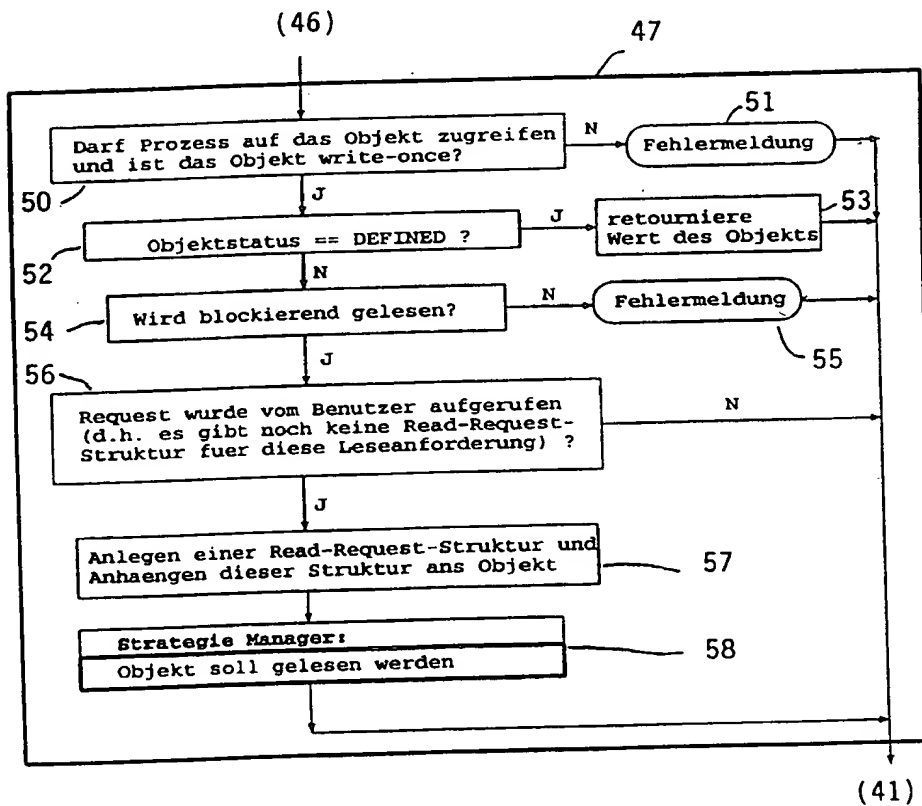 (46)
47
Darf Prozess auf das Objekt zugreifen
und ist das Objekt write-once?
N
51
Fehlermeldung
50
J
52
Objektstatus == DEFINED ?
J
53
retourniere
Wert des Objekts
N
54
Wird blockierend gelesen?
N
Fehlermeldung
55
J
56
Request wurde vom Benutzer aufgerufen
(d.h. es gibt noch keine Read-Request-
Struktur fuer diese Leseanforderung) ?
N
J
Anlegen einer Read-Request-Struktur und
Anhaengen dieser Struktur ans Objekt
57
Strategie Manager:
Objekt soll gelesen werden
58
(41)